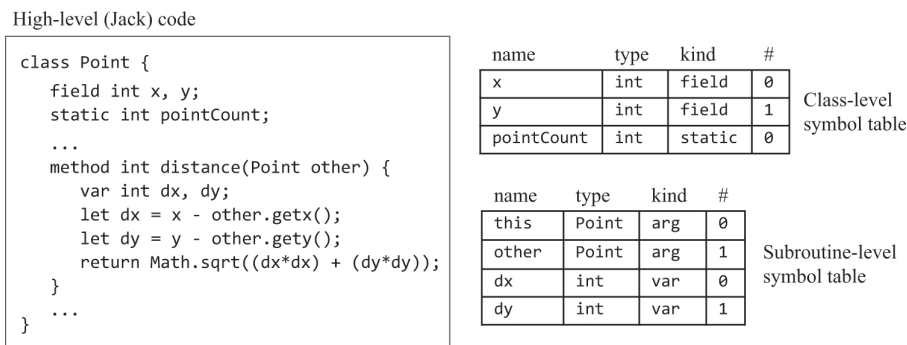 High-level (Jack) code
class Point {
field int x, y;
static int pointCount;
...
method int distance(Point other) {
var int dx, dy;
let dx = x - other.getx();
let dy = y - other.gety();
return Math.sqrt((dx*dx) + (dy*dy));
}
...
}
name type kind #
x int field 0
y int field 1
pointCount int static 0
Class-level
symbol table
name type kind #
this Point arg 0
other Point arg 1
dx int var 0
dy int var 1
Subroutine-level
symbol table